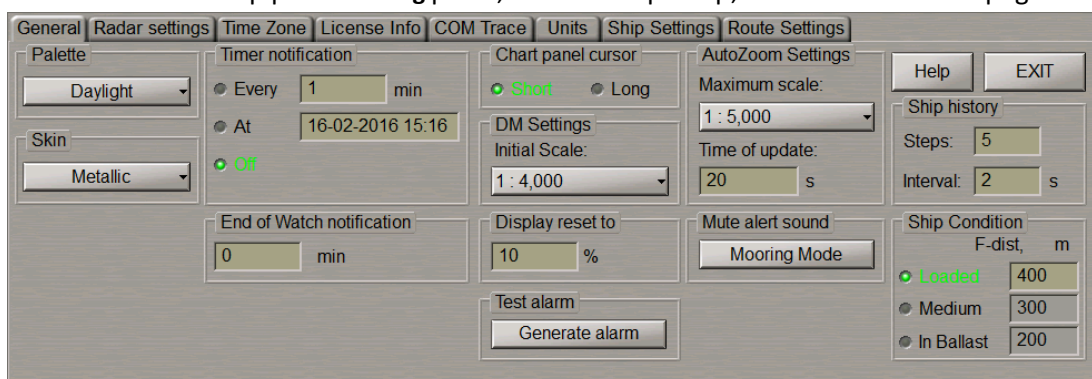 General Radar settings Time Zone License Info COM Trace Units Ship Settings Route Settings
Palette
Daylight
Skin
Metallic
Timer notification
Every 1 min
At 16-02-2016 15:16
Off
End of Watch notification
0 min
Chart panel cursor
Short Long
DM Settings
Initial Scale:
1 : 4,000
Display reset to
10 %
Test alarm
Generate alarm
AutoZoom Settings
Maximum scale:
1 : 5,000
Time of update:
20 s
Mute alert sound
Mooring Mode
Help EXIT
Ship history
Steps: 5
Interval: 2 s
Ship Condition
F-dist, m
Loaded 400
Medium 300
In Ballast 200